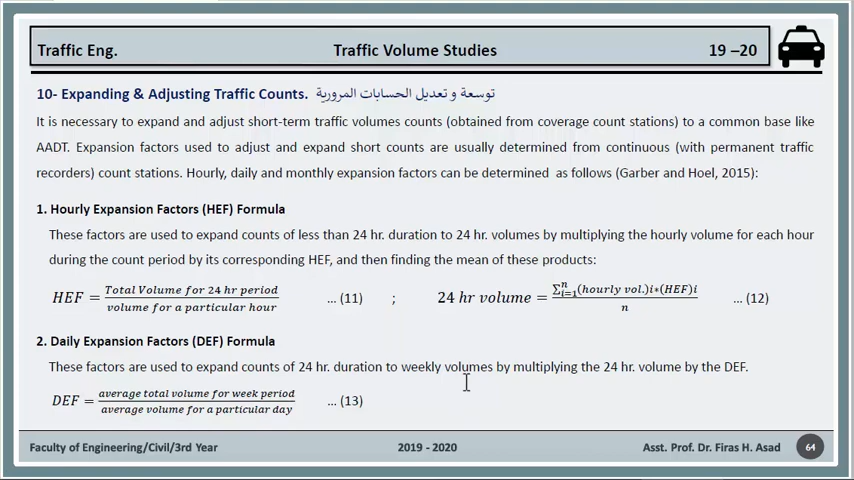 Traffic Eng. Traffic Volume Studies 19 –20
10- Expanding & Adjusting Traffic Counts. توسعة و تعديل الحسابات المرورية
It is necessary to expand and adjust short-term traffic volumes counts (obtained from coverage count stations) to a common base like
AADT. Expansion factors used to adjust and expand short counts are usually determined from continuous (with permanent traffic
recorders) count stations. Hourly, daily and monthly expansion factors can be determined as follows (Garber and Hoel, 2015):
1. Hourly Expansion Factors (HEF) Formula
These factors are used to expand counts of less than 24 hr. duration to 24 hr. volumes by multiplying the hourly volume for each hour
during the count period by its corresponding HEF, and then finding the mean of these products:
HEF = Total Volume for 24 hr period / volume for a particular hour ... (11) ; 24 hr volume = ∑_{i=1}^{n}(hourly vol.)i∗(HEF)i / n ... (12)
2. Daily Expansion Factors (DEF) Formula
These factors are used to expand counts of 24 hr. duration to weekly volumes by multiplying the 24 hr. volume by the DEF.
DEF = average total volume for week period / average volume for a particular day ... (13)
Faculty of Engineering/Civil/3rd Year 2019 - 2020 Asst. Prof. Dr. Firas H. Asad 64